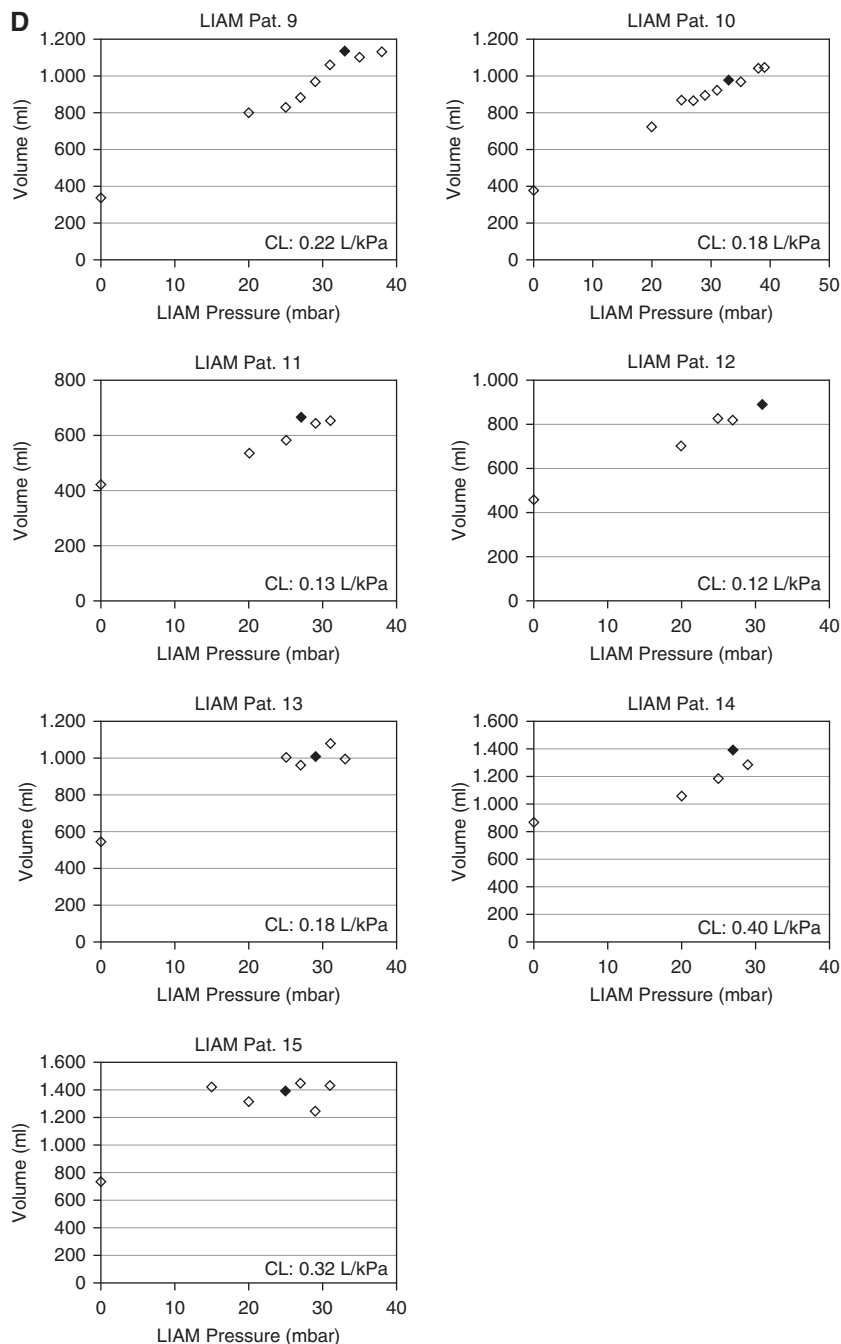 D
LIAM Pat. 9
1.200
1.000
800
600
400
200
0
Volume (ml)
CL: 0.22 L/kPa
0 10 20 30 40
LIAM Pressure (mbar)
LIAM Pat. 10
1.200
1.000
800
600
400
200
0
Volume (ml)
CL: 0.18 L/kPa
0 10 20 30 40 50
LIAM Pressure (mbar)
LIAM Pat. 11
800
600
400
200
0
Volume (ml)
CL: 0.13 L/kPa
0 10 20 30 40
LIAM Pressure (mbar)
LIAM Pat. 12
1.000
800
600
400
200
0
Volume (ml)
CL: 0.12 L/kPa
0 10 20 30 40
LIAM Pressure (mbar)
LIAM Pat. 13
1.200
1.000
800
600
400
200
0
Volume (ml)
CL: 0.18 L/kPa
0 10 20 30 40
LIAM Pressure (mbar)
LIAM Pat. 14
1.600
1.400
1.200
1.000
800
600
400
200
0
Volume (ml)
CL: 0.40 L/kPa
0 10 20 30 40
LIAM Pressure (mbar)
LIAM Pat. 15
1.600
1.400
1.200
1.000
800
600
400
200
0
Volume (ml)
CL: 0.32 L/kPa
0 10 20 30 40
LIAM Pressure (mbar)